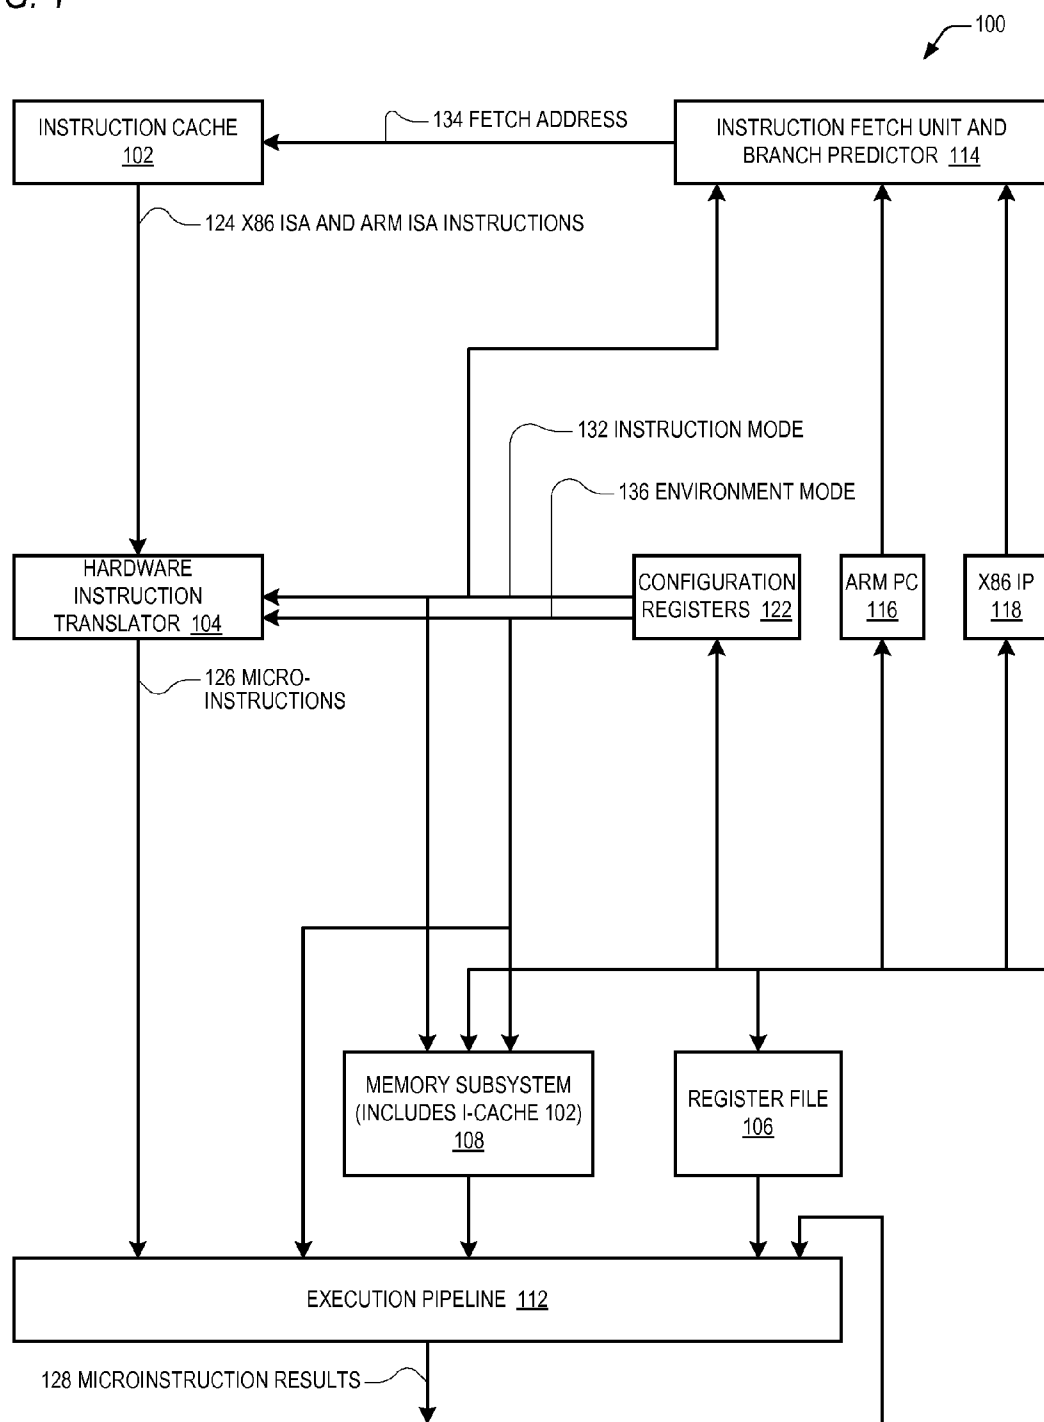 100
INSTRUCTION CACHE
102
134 FETCH ADDRESS
INSTRUCTION FETCH UNIT AND
BRANCH PREDICTOR 114
124 X86 ISA AND ARM ISA INSTRUCTIONS
132 INSTRUCTION MODE
136 ENVIRONMENT MODE
HARDWARE
INSTRUCTION
TRANSLATOR 104
CONFIGURATION
REGISTERS 122
ARM PC
116
X86 IP
118
126 MICRO-
INSTRUCTIONS
MEMORY SUBSYSTEM
(INCLUDES I-CACHE 102)
108
REGISTER FILE
106
EXECUTION PIPELINE 112
128 MICROINSTRUCTION RESULTS